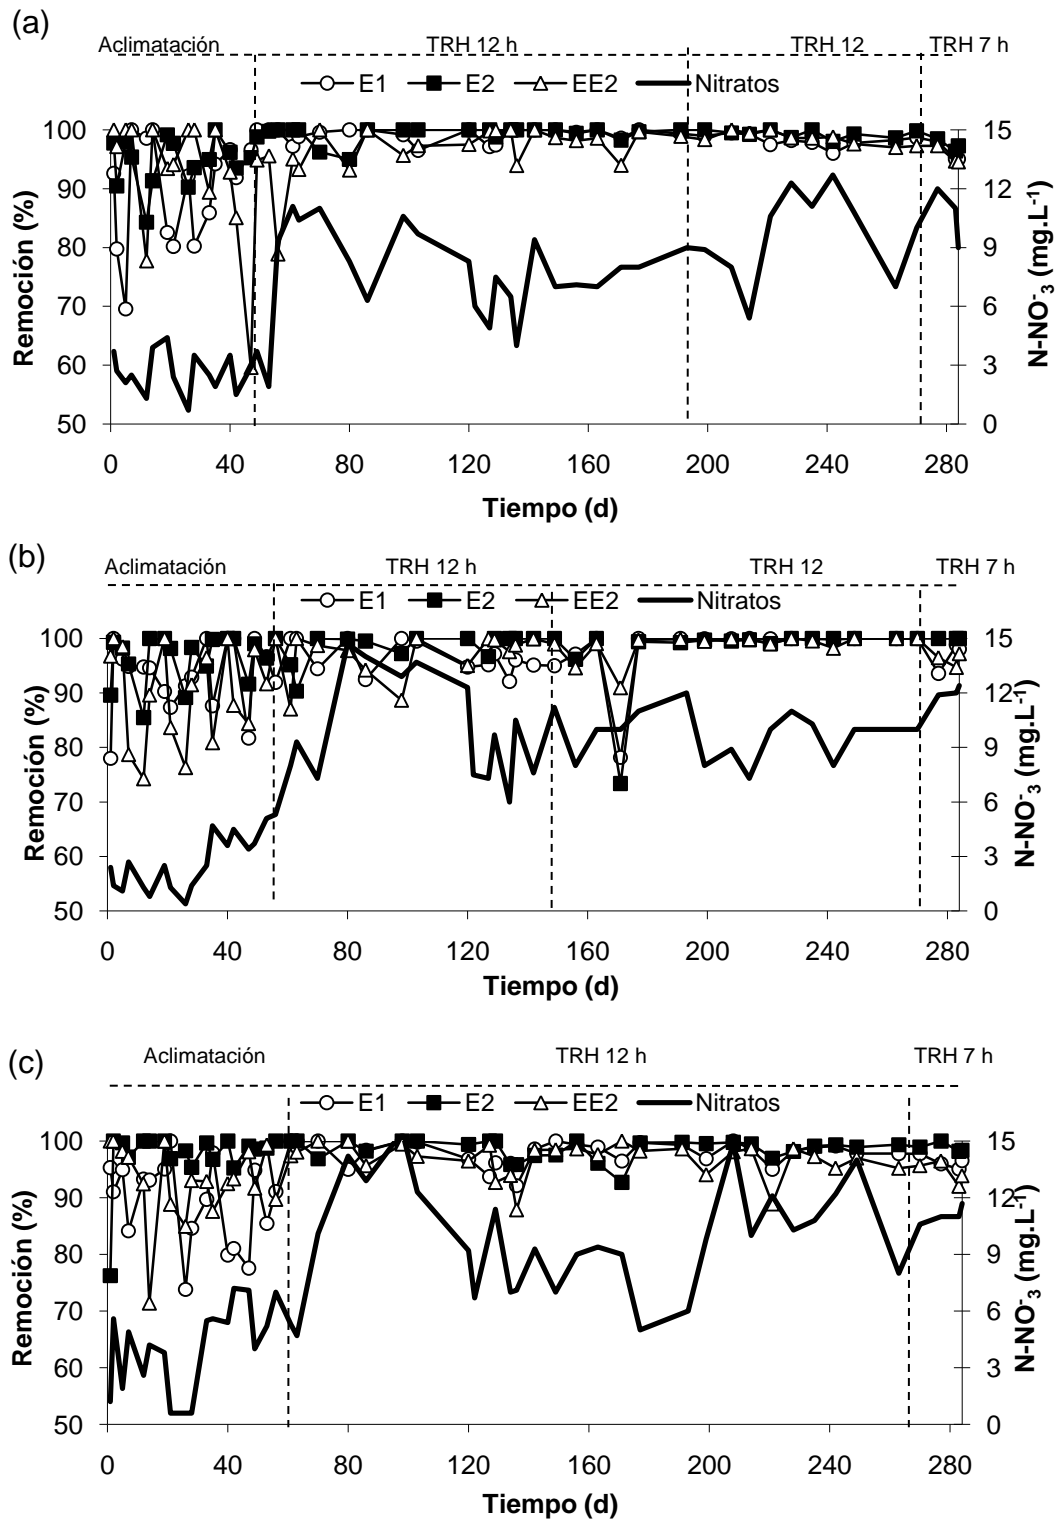 (a)
Aclimatación TRH 12 h TRH 12 TRH 7 h
E1 E2 EE2 Nitratos
100 15
90 12
80 9
70 6
60 3
50 0
0 40 80 120 160 200 240 280
Tiempo (d)
Remoción (%)
N-NO⁻₃ (mg.L⁻¹)
(b)
Aclimatación TRH 12 h TRH 12 TRH 7 h
E1 E2 EE2 Nitratos
100 15
90 12
80 9
70 6
60 3
50 0
0 40 80 120 160 200 240 280
Tiempo (d)
Remoción (%)
N-NO⁻₃ (mg.L⁻¹)
(c)
Aclimatación TRH 12 h TRH 7 h
E1 E2 EE2 Nitratos
100 15
90 12
80 9
70 6
60 3
50 0
0 40 80 120 160 200 240 280
Tiempo (d)
Remoción (%)
N-NO⁻₃ (mg.L⁻¹)